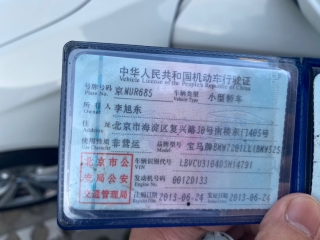 中华人民共和国机动车行驶证
Vehicle License of the People's Republic of China
号牌号码 京NUR685 车辆类型 小型轿车
Plate No. Vehicle Type
所有人 李旭东
Owner
住址 北京市海淀区复兴路30号
Address
使用性质 非营运 品牌型号 宝马牌
Use Character Model
北京市公
安局公安
交通管理局
车辆识别代号
VIN
发动机号码 00120133
Engine No.
注册日期 2013-06-24 发证日期 2013-06-24